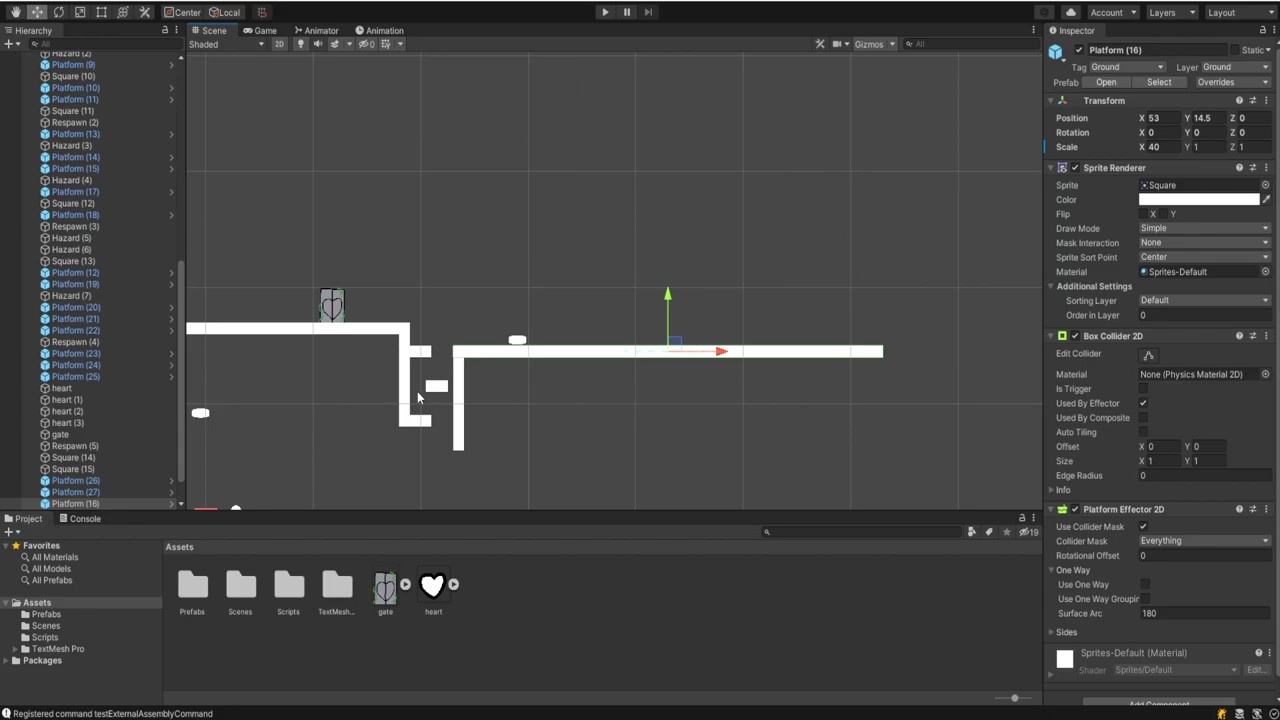 Center Local
Account Layers Layout
Hierarchy Scene Game Animator Animation Inspector
All
Shaded 2D 0 Gizmos All
Hazard (2)
Platform (9)
Square (10)
Platform (10)
Platform (11)
Square (11)
Respawn (2)
Platform (13)
Hazard (3)
Platform (14)
Platform (15)
Hazard (4)
Platform (17)
Square (12)
Platform (18)
Respawn (3)
Hazard (5)
Hazard (6)
Square (13)
Platform (12)
Platform (19)
Hazard (7)
Platform (20)
Platform (21)
Platform (22)
Respawn (4)
Platform (23)
Platform (24)
Platform (25)
heart
heart (1)
heart (2)
heart (3)
gate
Respawn (5)
Square (14)
Square (15)
Platform (26)
Platform (27)
Platform (16)
Platform (16) Static
Tag Ground Layer Ground
Prefab Open Select Overrides
Transform
Position X 53 Y 14.5 Z 0
Rotation X 0 Y 0 Z 0
Scale X 40 Y 1 Z 1
Sprite Renderer
Sprite Square
Color
Flip X Y
Draw Mode Simple
Mask Interaction None
Sprite Sort Point Center
Material Sprites-Default
Additional Settings
Sorting Layer Default
Order in Layer 0
Box Collider 2D
Edit Collider
Material None (Physics Material 2D)
Is Trigger
Used By Effector
Used By Composite
Auto Tiling
Offset X 0 Y 0
Size X 1 Y 1
Edge Radius 0
Info
Platform Effector 2D
Use Collider Mask
Collider Mask Everything
Rotational Offset 0
One Way
Use One Way
Use One Way Groupin
Surface Arc 180
Sides
Sprites-Default (Material)
Shader Sprites/Default Edit...
Add Component
Project Console
19
Favorites
All Materials
All Models
All Prefabs
Assets
Prefabs
Scenes
Scripts
TextMesh Pro
Packages
Assets
Prefabs Scenes Scripts TextMesh... gate heart
Registered command testExternalAssemblyCommand